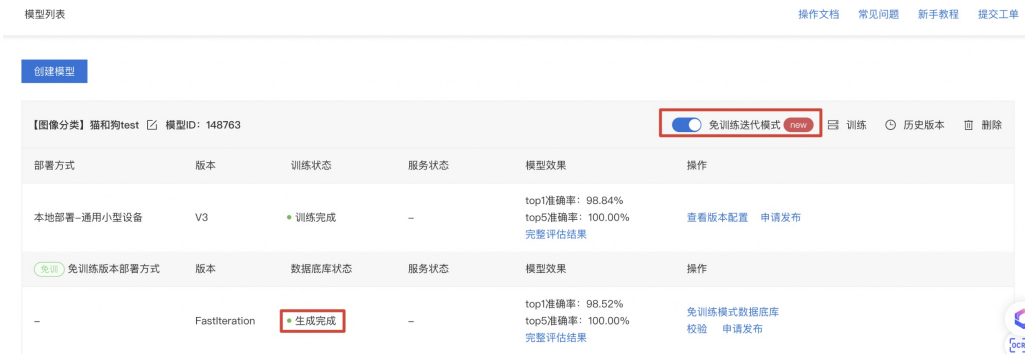 模型列表 操作文档 常见问题 新手教程 提交工单
创建模型
【图像分类】猫和狗test 模型ID：148763 免训练迭代模式 new 训练 历史版本 删除
部署方式 版本 训练状态 服务状态 模型效果 操作
top1准确率：98.84%
本地部署-通用小型设备 V3 训练完成 - top5准确率：100.00% 查看版本配置 申请发布
完整评估结果
免训 免训练版本部署方式 版本 数据底库状态 服务状态 模型效果 操作
top1准确率：98.52% 免训练模式数据底库
- FastIteration 生成完成 - top5准确率：100.00%
校验 申请发布
完整评估结果
OCR